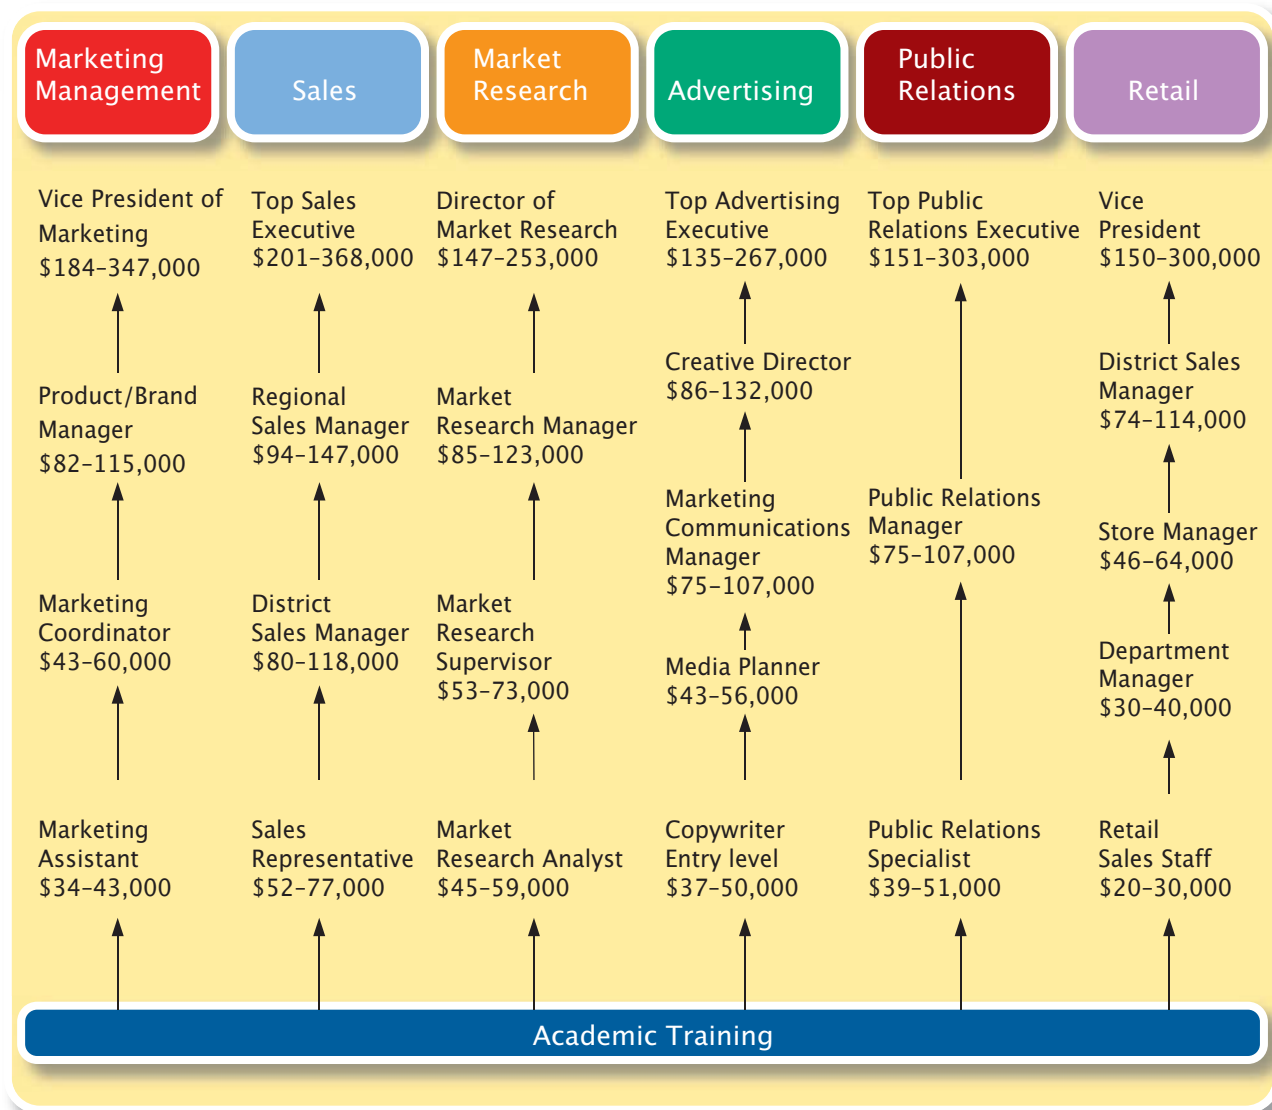 Marketing
Management
Sales
Market
Research
Advertising
Public
Relations
Retail
Vice President of
Marketing
$184–347,000
Product/Brand
Manager
$82–115,000
Marketing
Coordinator
$43–60,000
Marketing
Assistant
$34–43,000
Top Sales
Executive
$201–368,000
Regional
Sales Manager
$94–147,000
District
Sales Manager
$80–118,000
Sales
Representative
$52–77,000
Director of
Market Research
$147–253,000
Market
Research Manager
$85–123,000
Market
Research
Supervisor
$53–73,000
Market
Research Analyst
$45–59,000
Top Advertising
Executive
$135–267,000
Creative Director
$86–132,000
Marketing
Communications
Manager
$75–107,000
Media Planner
$43–56,000
Copywriter
Entry level
$37–50,000
Top Public
Relations Executive
$151–303,000
Public Relations
Manager
$75–107,000
Public Relations
Specialist
$39–51,000
Vice
President
$150–300,000
District Sales
Manager
$74–114,000
Store Manager
$46–64,000
Department
Manager
$30–40,000
Retail
Sales Staff
$20–30,000
Academic Training